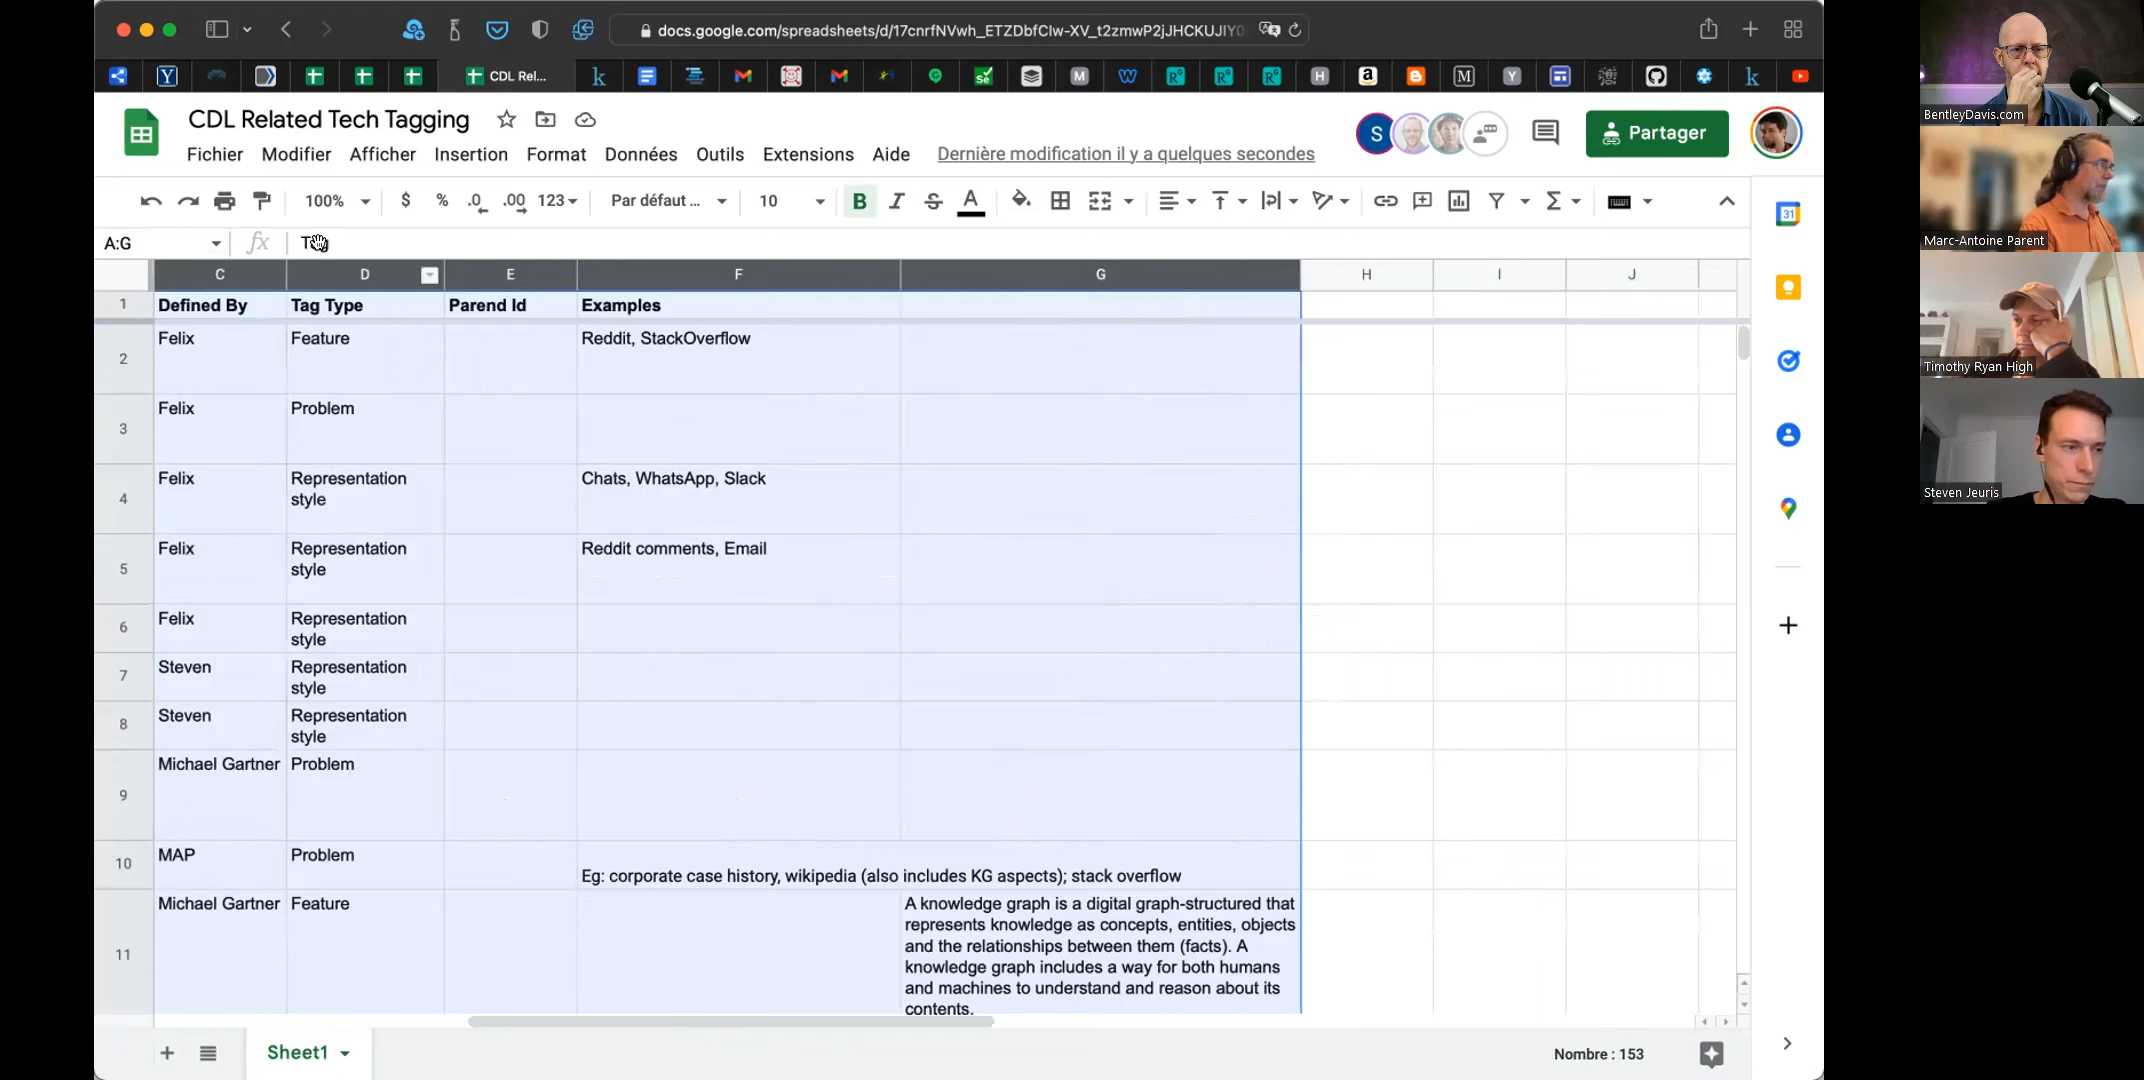 docs.google.com/spreadsheets/d/17cnrfNVwh_ETZDbfCIw-XV_t2zmwP2jJHCKUJIY0
CDL Rel...
CDL Related Tech Tagging
Fichier Modifier Afficher Insertion Format Données Outils Extensions Aide Dernière modification il y a quelques secondes
S
Partager
100% $ % .0 .00 123 Par défaut ... 10 B I S A
31
A:G fx
C D E F G H I J
1 Defined By Tag Type Parend Id Examples
2 Felix Feature Reddit, StackOverflow
3 Felix Problem
4 Felix Representation style Chats, WhatsApp, Slack
5 Felix Representation style Reddit comments, Email
6 Felix Representation style
7 Steven Representation style
8 Steven Representation style
9 Michael Gartner Problem
10 MAP Problem Eg: corporate case history, wikipedia (also includes KG aspects); stack overflow
11 Michael Gartner Feature
A knowledge graph is a digital graph-structured that
represents knowledge as concepts, entities, objects
and the relationships between them (facts). A
knowledge graph includes a way for both humans
and machines to understand and reason about its
contents.
Sheet1
Nombre : 153
BentleyDavis.com
Marc-Antoine Parent
Timothy Ryan High
Steven Jeuris